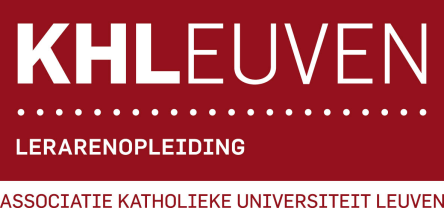 KHLEUVEN
LERARENOPLEIDING
ASSOCIATIE KATHOLIEKE UNIVERSITEIT LEUVEN